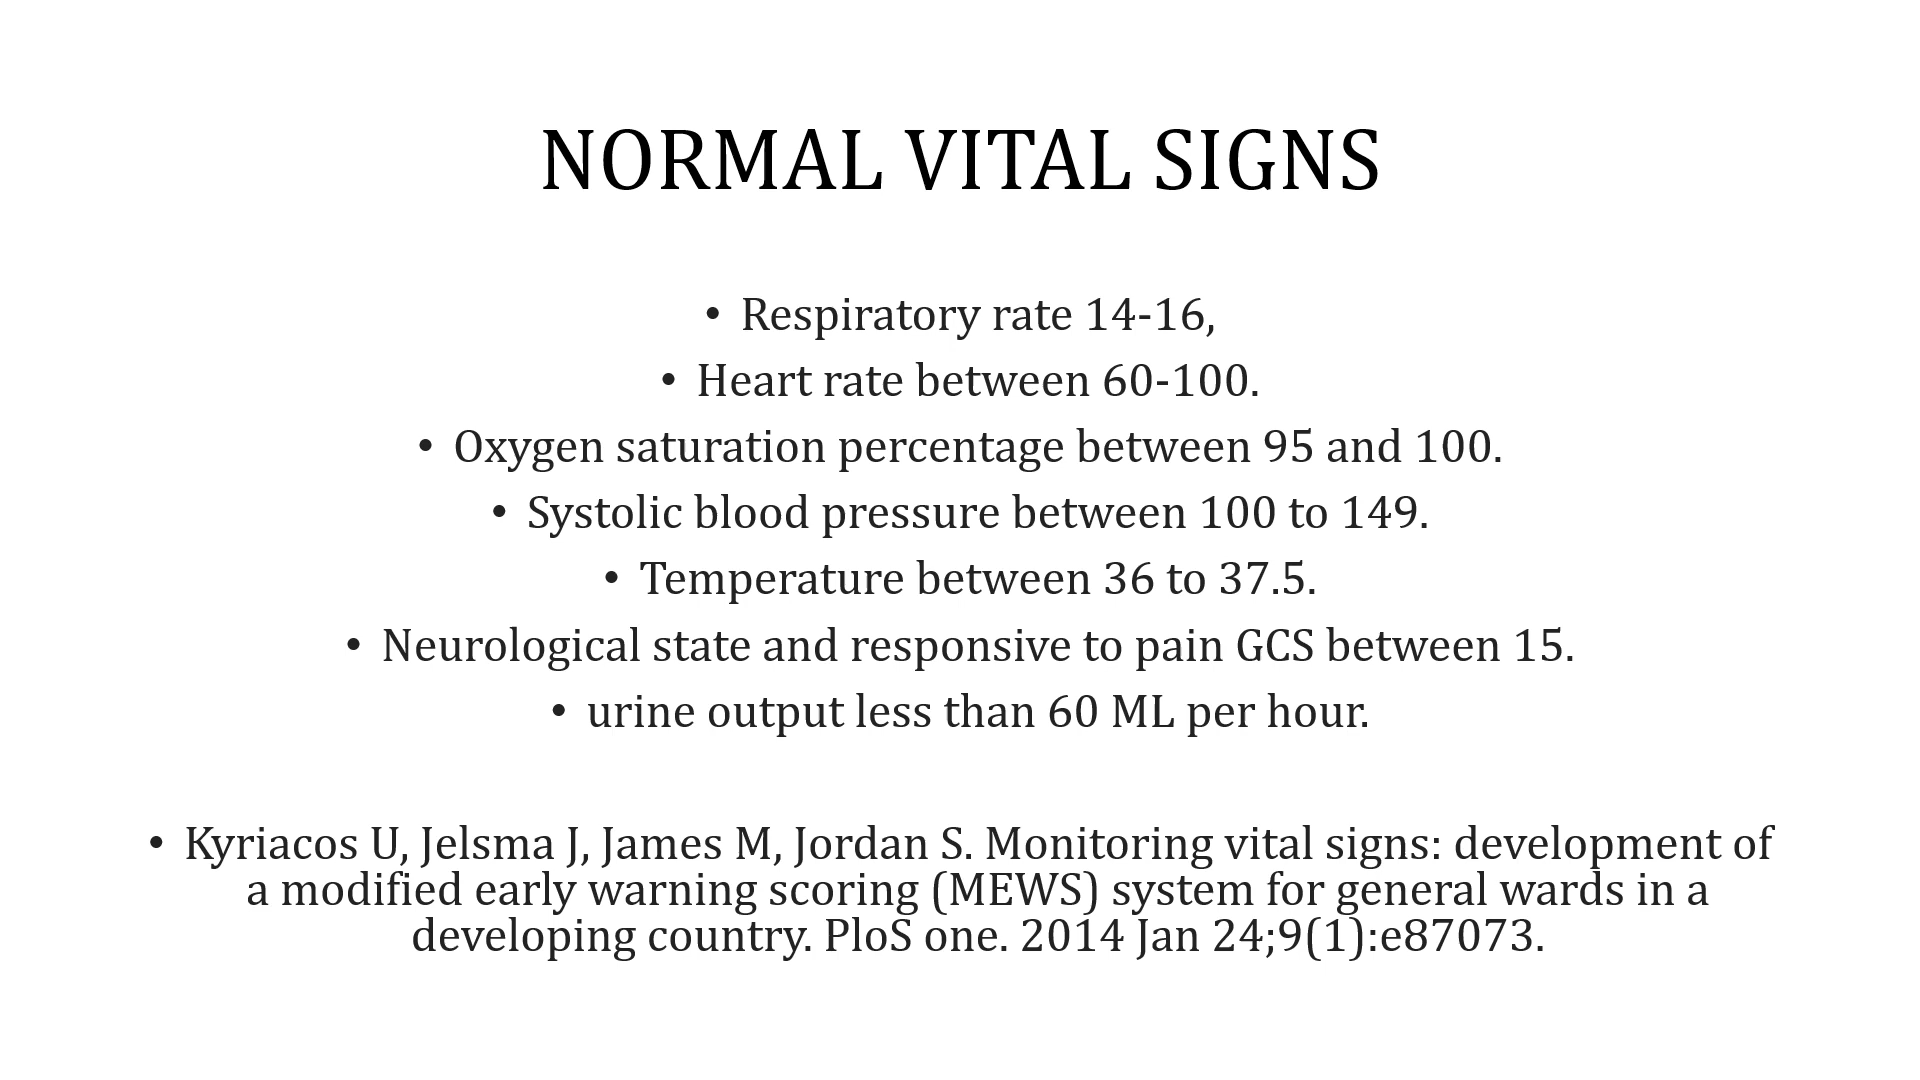 NORMAL VITAL SIGNS
• Respiratory rate 14-16,
• Heart rate between 60-100.
• Oxygen saturation percentage between 95 and 100.
• Systolic blood pressure between 100 to 149.
• Temperature between 36 to 37.5.
• Neurological state and responsive to pain GCS between 15.
• urine output less than 60 ML per hour.
• Kyriacos U, Jelsma J, James M, Jordan S. Monitoring vital signs: development of
a modified early warning scoring (MEWS) system for general wards in a
developing country. PloS one. 2014 Jan 24;9(1):e87073.